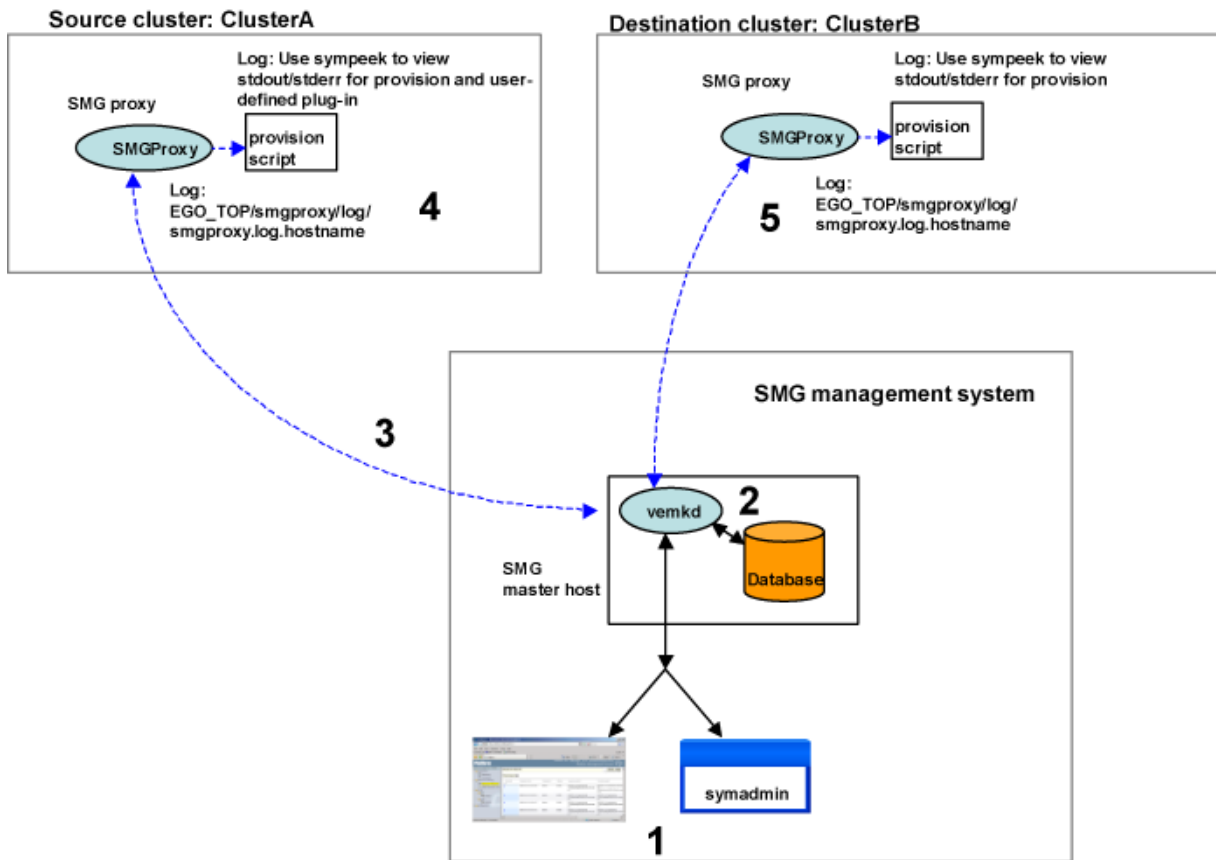 Source cluster: ClusterA
Log: Use sympeek to view
stdout/stderr for provision and user-
defined plug-in
SMG proxy
SMGProxy
provision
script
Log:
EGO_TOP/smgproxy/log/
smgproxy.log.hostname
4
Destination cluster: ClusterB
Log: Use sympeek to view
stdout/stderr for provision
SMG proxy
SMGProxy
provision
script
5
Log:
EGO_TOP/smgproxy/log/
smgproxy.log.hostname
3
SMG management system
vemkd
2
Database
SMG
master host
symadmin
1